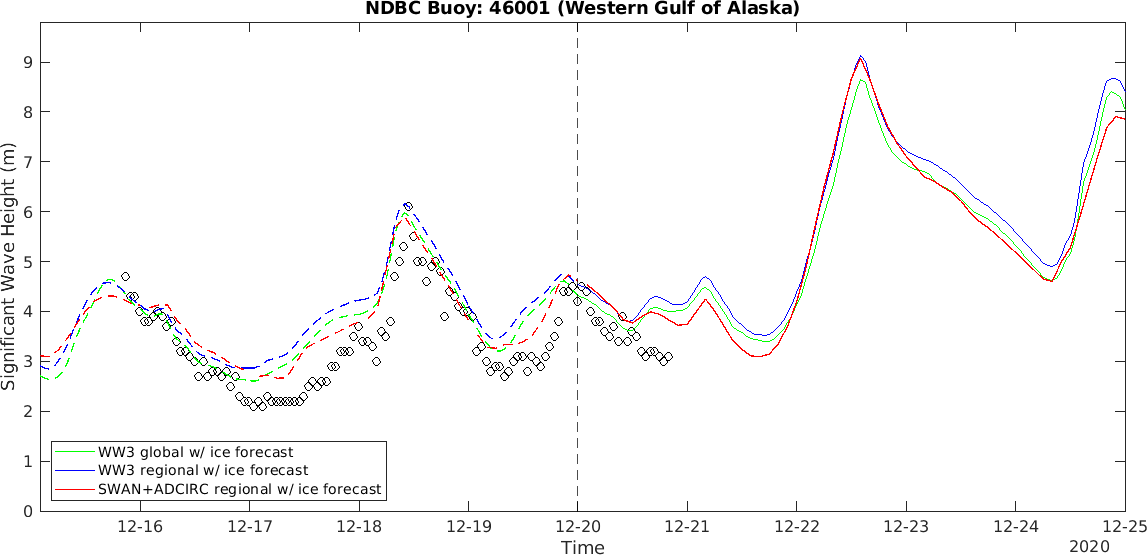 NDBC Buoy: 46001 (Western Gulf of Alaska)
Significant Wave Height (m)
9
8
7
6
5
4
3
2
1
0
WW3 global w/ ice forecast
WW3 regional w/ ice forecast
SWAN+ADCIRC regional w/ ice forecast
12-16 12-17 12-18 12-19 12-20 12-21 12-22 12-23 12-24 12-25
Time
2020